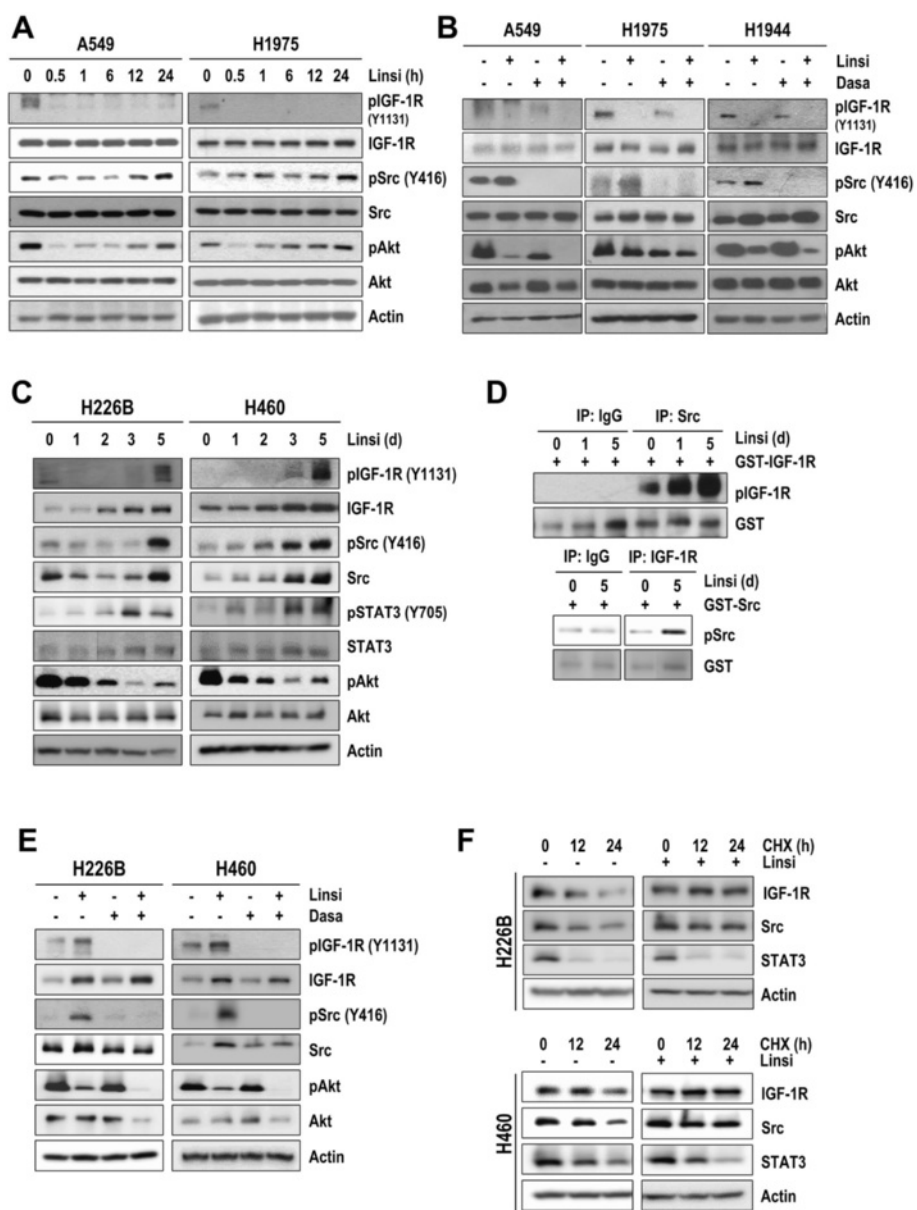 A
A549 H1975
0 0.5 1 6 12 24 0 0.5 1 6 12 24 Linsi (h)
pIGF-1R
(Y1131)
IGF-1R
pSrc (Y416)
Src
pAkt
Akt
Actin
B
A549 H1975 H1944
- + - + - + - + - + - + Linsi
- - + + - - + + - - + + Dasa
pIGF-1R
(Y1131)
IGF-1R
pSrc (Y416)
Src
pAkt
Akt
Actin
C
H226B H460
0 1 2 3 5 0 1 2 3 5 Linsi (d)
pIGF-1R (Y1131)
IGF-1R
pSrc (Y416)
Src
pSTAT3 (Y705)
STAT3
pAkt
Akt
Actin
D
IP: IgG IP: Src
Linsi (d) 0 1 5 0 1 5
GST-IGF-1R + + + + + +
pIGF-1R
GST
IP: IgG IP: IGF-1R
0 5 0 5 Linsi (d)
+ + + + GST-Src
pSrc
GST
E
H226B H460
- + - + - + - + Linsi
- - + + - - + + Dasa
pIGF-1R (Y1131)
IGF-1R
pSrc (Y416)
Src
pAkt
Akt
Actin
F
0 12 24 0 12 24 CHX (h)
- - - + + + Linsi
H226B
IGF-1R
Src
STAT3
Actin
0 12 24 0 12 24 CHX (h)
- - - + + + Linsi
H460
IGF-1R
Src
STAT3
Actin